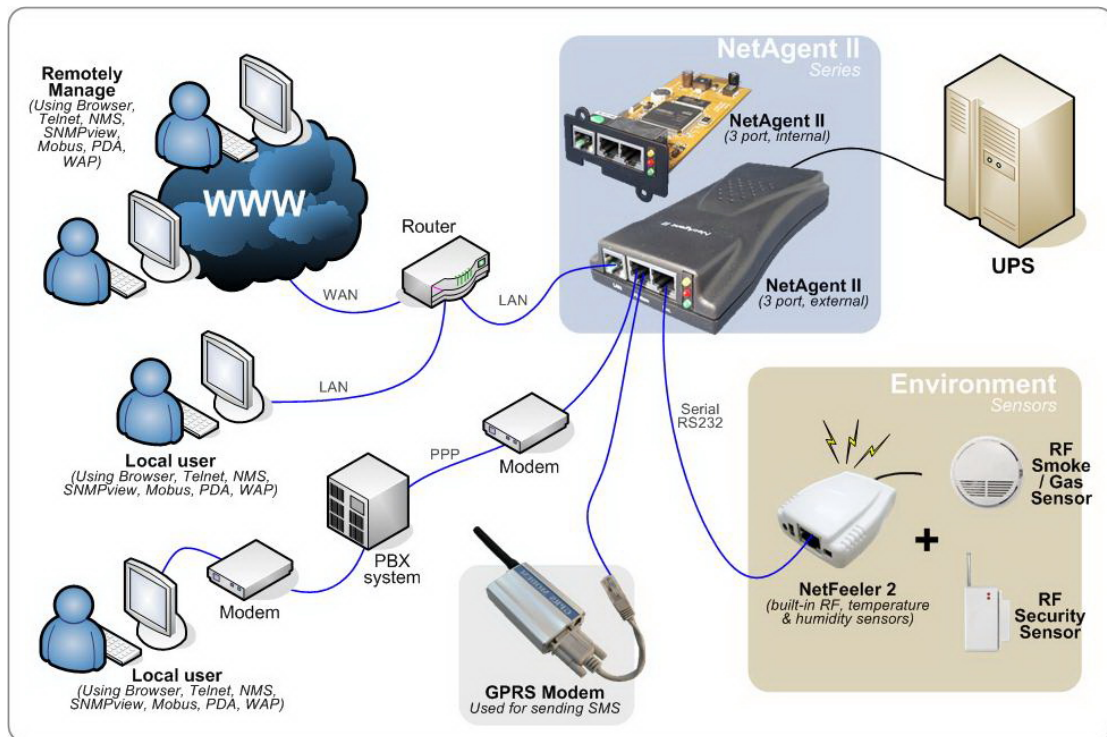 Remotely
Manage
(Using Browser,
Telnet, NMS,
SNMPview,
Mobus, PDA,
WAP)
WWW
NetAgent II
Series
NetAgent II
(3 port, internal)
NetAgent II
NetAgent II
(3 port, external)
UPS
Router
WAN
LAN
LAN
Local user
(Using Browser, Telnet, NMS,
SNMPview, Mobus, PDA, WAP)
PPP
Modem
PBX
system
Modem
Local user
(Using Browser, Telnet, NMS,
SNMPview, Mobus, PDA, WAP)
GPRS Modem
Used for sending SMS
Serial
RS232
Environment
Sensors
NetFeeler 2
(built-in RF, temperature
& humidity sensors)
+
RF
Smoke
/ Gas
Sensor
RF
Security
Sensor